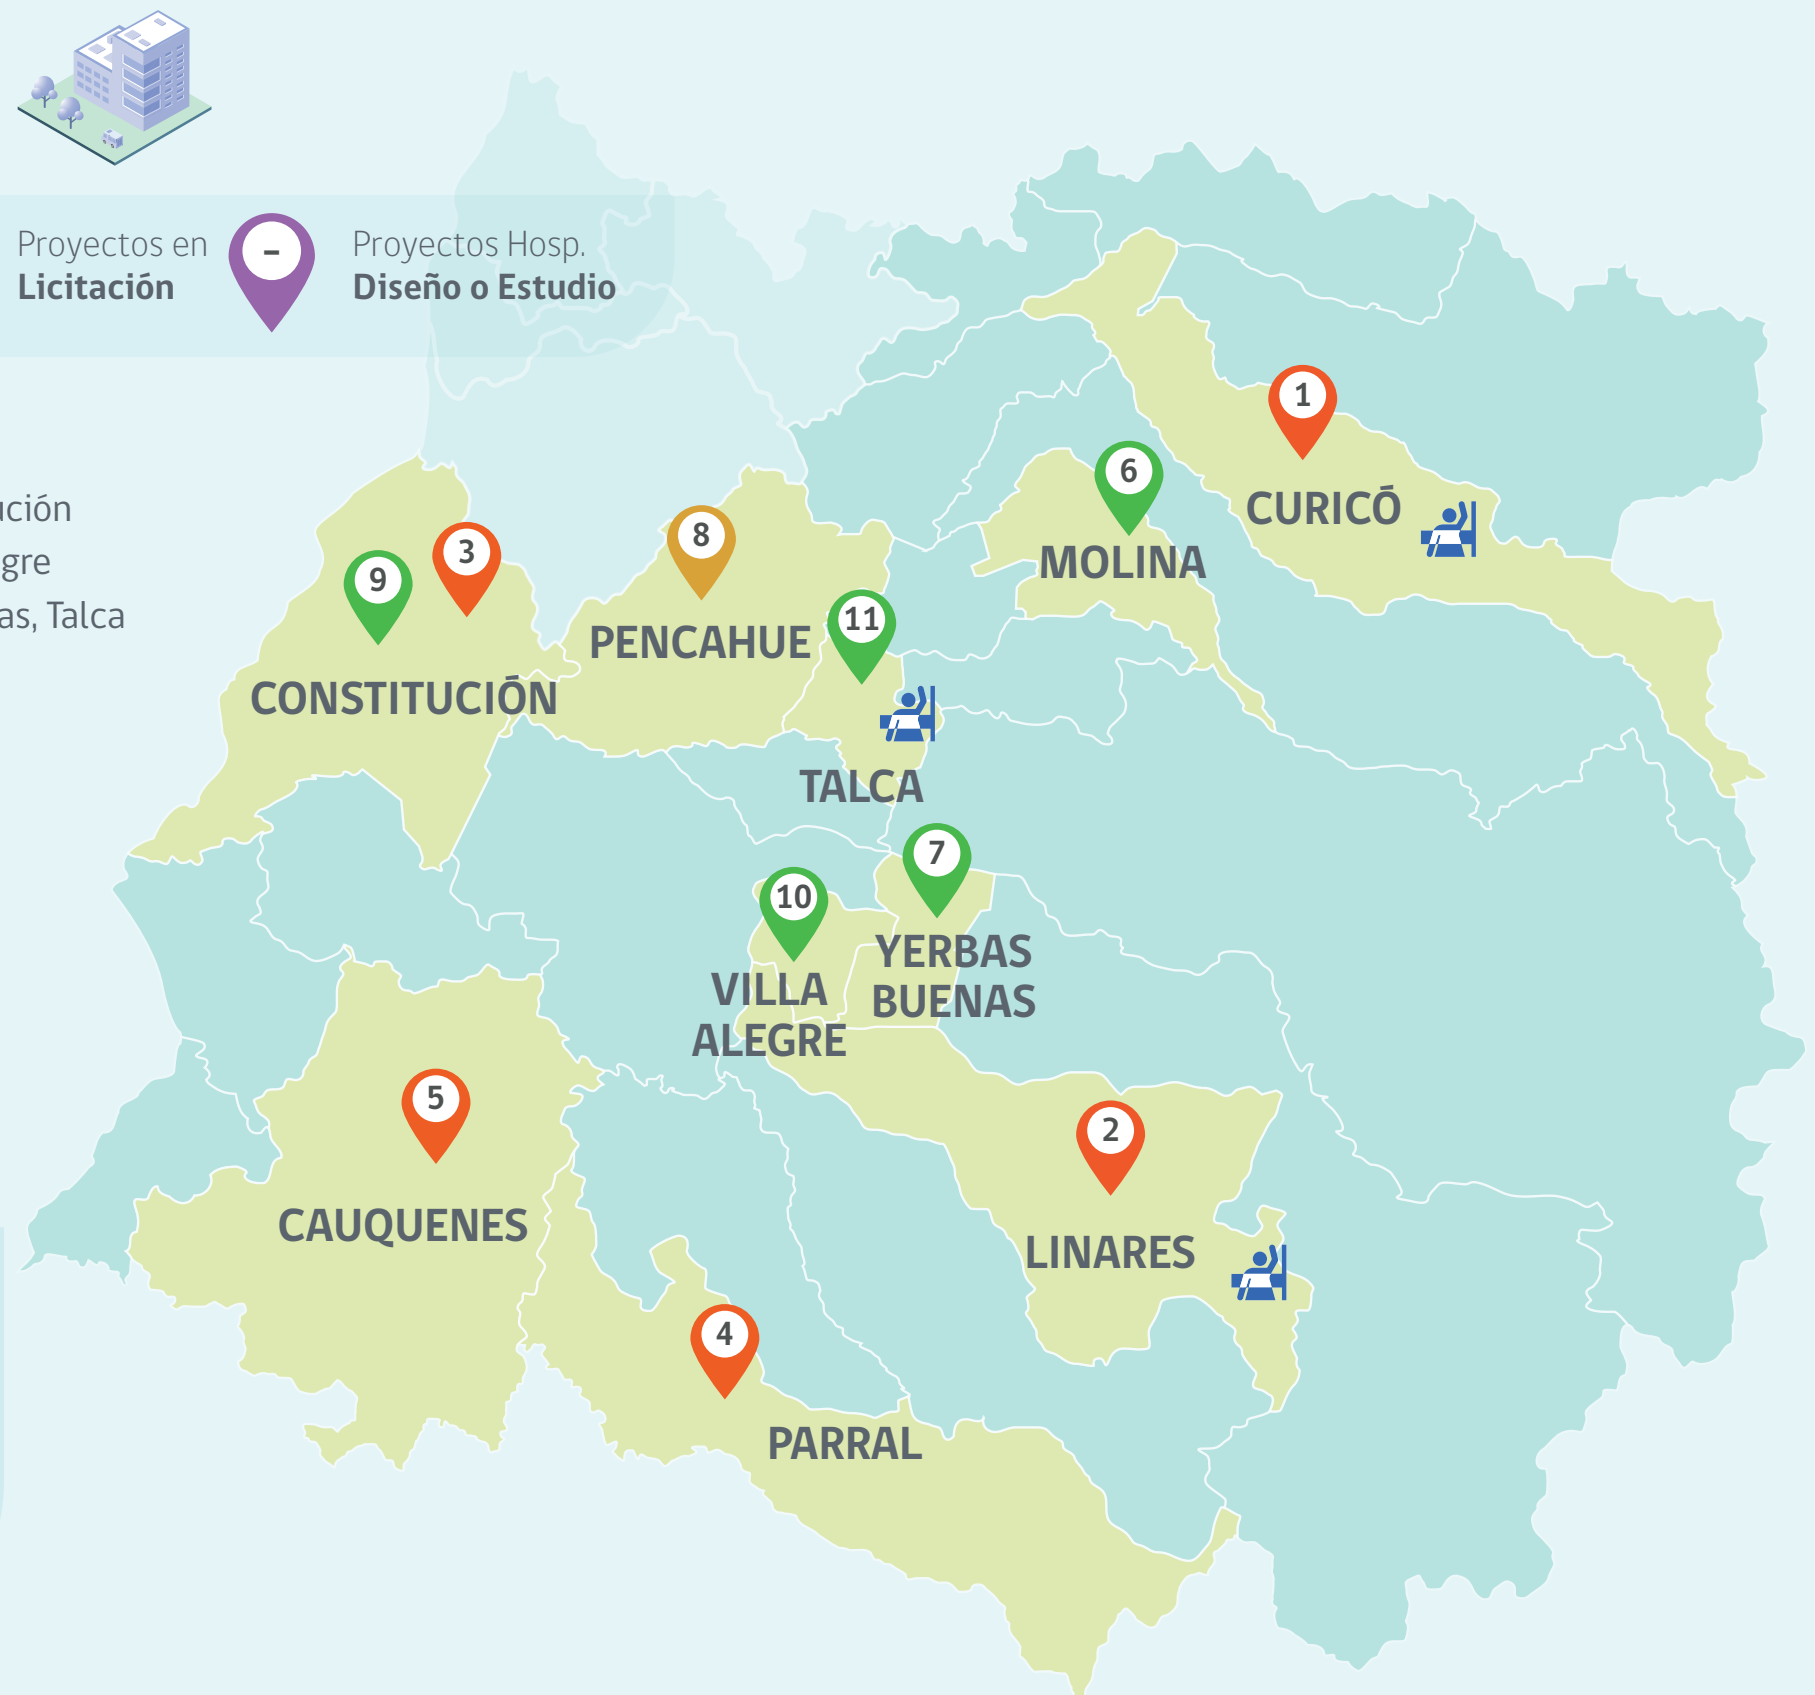 Proyectos en
Licitación
-
Proyectos Hosp.
Diseño o Estudio
1
6
CURICÓ
ución
3
8
MOLINA
gre
9
as, Talca
11
PENCAHUE
CONSTITUCIÓN
TALCA
7
10
YERBAS
BUENAS
VILLA
ALEGRE
5
2
CAUQUENES
LINARES
4
PARRAL